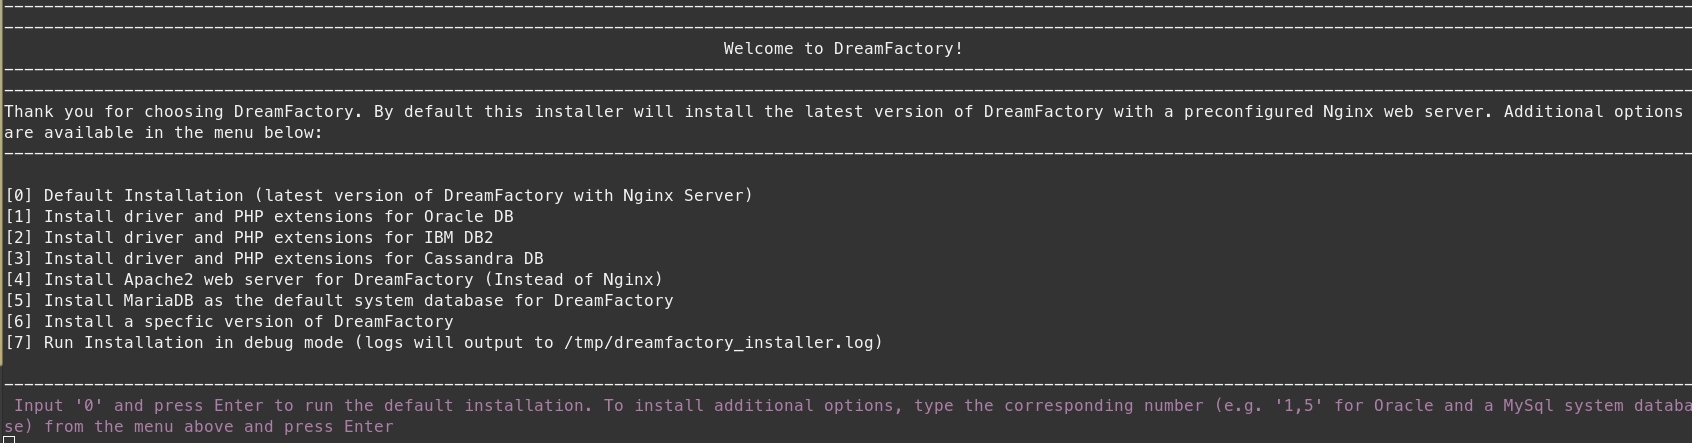 Welcome to DreamFactory!
Thank you for choosing DreamFactory. By default this installer will install the latest version of DreamFactory with a preconfigured Nginx web server. Additional options
are available in the menu below:
[0] Default Installation (latest version of DreamFactory with Nginx Server)
[1] Install driver and PHP extensions for Oracle DB
[2] Install driver and PHP extensions for IBM DB2
[3] Install driver and PHP extensions for Cassandra DB
[4] Install Apache2 web server for DreamFactory (Instead of Nginx)
[5] Install MariaDB as the default system database for DreamFactory
[6] Install a specfic version of DreamFactory
[7] Run Installation in debug mode (logs will output to /tmp/dreamfactory_installer.log)
Input '0' and press Enter to run the default installation. To install additional options, type the corresponding number (e.g. '1,5' for Oracle and a MySql system databa
se) from the menu above and press Enter